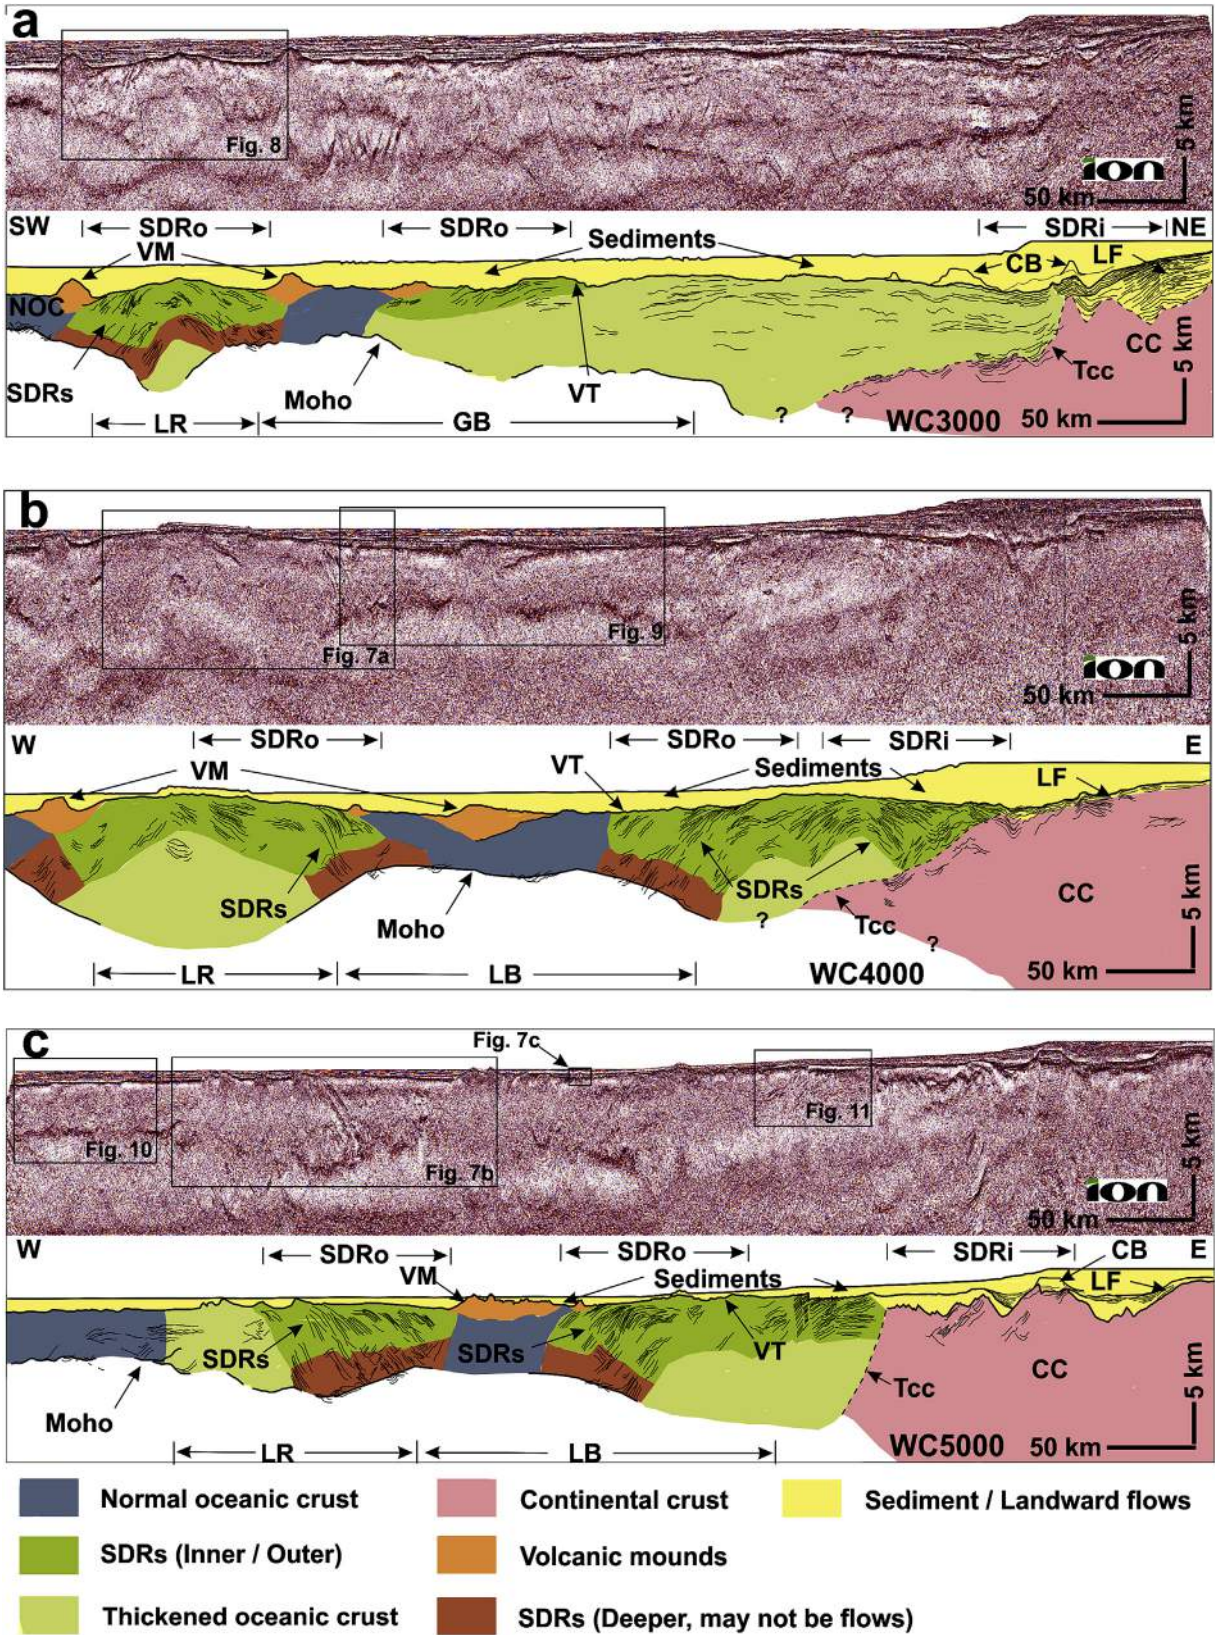 a
Fig. 8
5 km
ion
50 km
SW SDRo SDRo SDRi NE
VM Sediments CB LF
NOC
CC
SDRs Moho VT Tcc 5 km
? ? WC3000 50 km
LR GB
b
Fig. 9
Fig. 7a
5 km
ion
50 km
W SDRo SDRo SDRi E
VM VT Sediments LF
SDRs SDRs CC
Moho ? Tcc ? 5 km
LR LB WC4000 50 km
c
Fig. 7c
Fig. 10 Fig. 7b Fig. 11
5 km
ion
50 km
W SDRo SDRo SDRi CB E
VM Sediments LF
SDRs SDRs VT CC
Tcc
Moho 5 km
LR LB WC5000 50 km
Normal oceanic crust Continental crust Sediment / Landward flows
SDRs (Inner / Outer) Volcanic mounds
Thickened oceanic crust SDRs (Deeper, may not be flows)